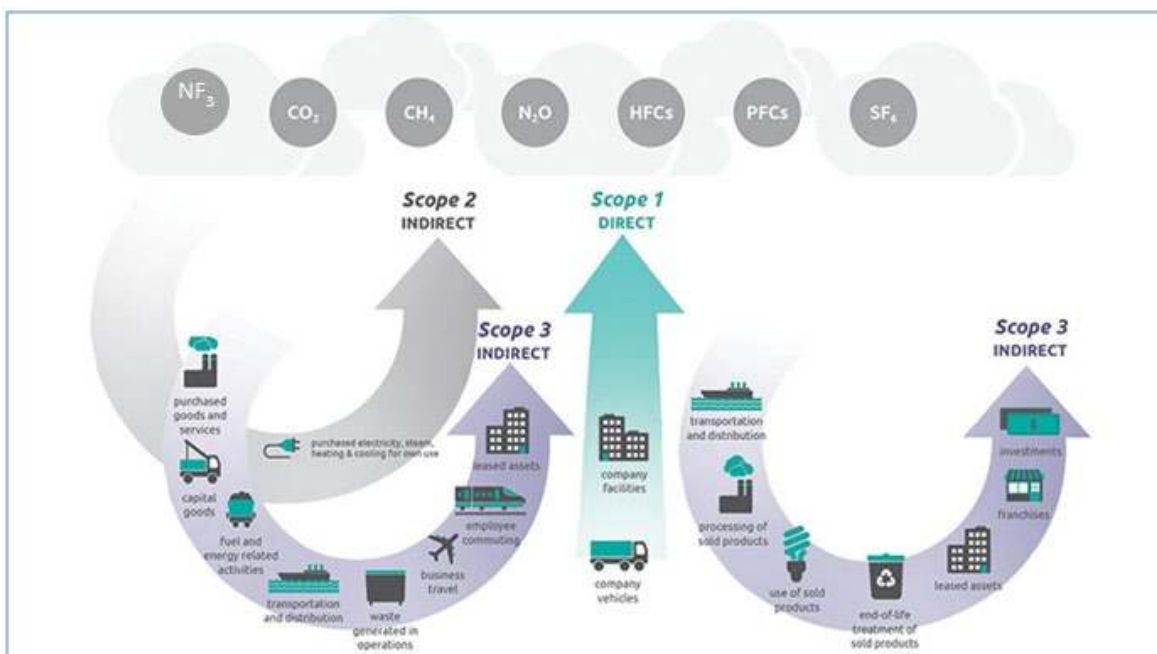 NF₃
CO₂
CH₄
N₂O
HFCs
PFCs
SF₆
Scope 2
INDIRECT
Scope 1
DIRECT
Scope 3
INDIRECT
Scope 3
INDIRECT
purchased
goods and
services
capital
goods
fuel and
energy related
activities
transportation
and distribution
waste
generated in
operations
business
travel
employee
commuting
leased assets
purchased electricity, steam,
heating & cooling for own use
company
facilities
company
vehicles
transportation
and distribution
processing of
sold products
use of sold
products
end-of-life
treatment of
sold products
leased assets
franchises
investments